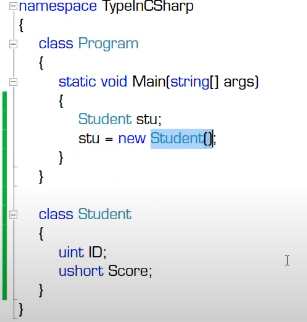 namespace TypeInCSharp
{
class Program
{
static void Main(string[] args)
{
Student stu;
stu = new Student();
}
}
class Student
{
uint ID;
ushort Score;
}
}